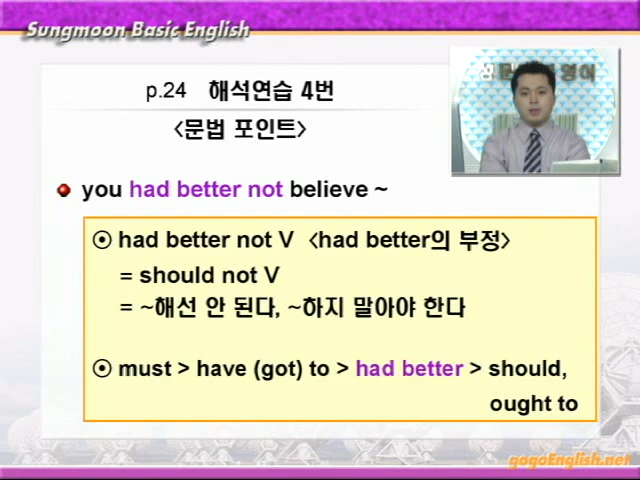 Sungmoon Basic English
p.24 해석연습 4번
<문법 포인트>
you had better not believe ~
had better not V <had better의 부정>
= should not V
= ~해선 안 된다, ~하지 말아야 한다
must > have (got) to > had better > should,
ought to
gogoEnglish.net